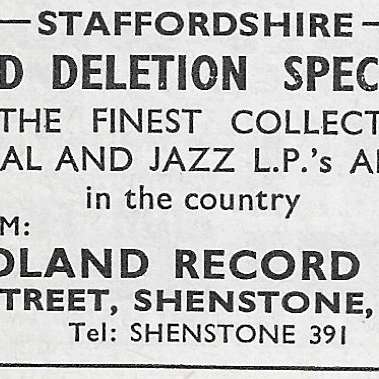 —STAFFORDSHIRE—
D DELETION SPEC
THE FINEST COLLECT
AL AND JAZZ L.P.'s A
in the country
M:
DLAND RECORD
TREET, SHENSTONE,
Tel: SHENSTONE 391